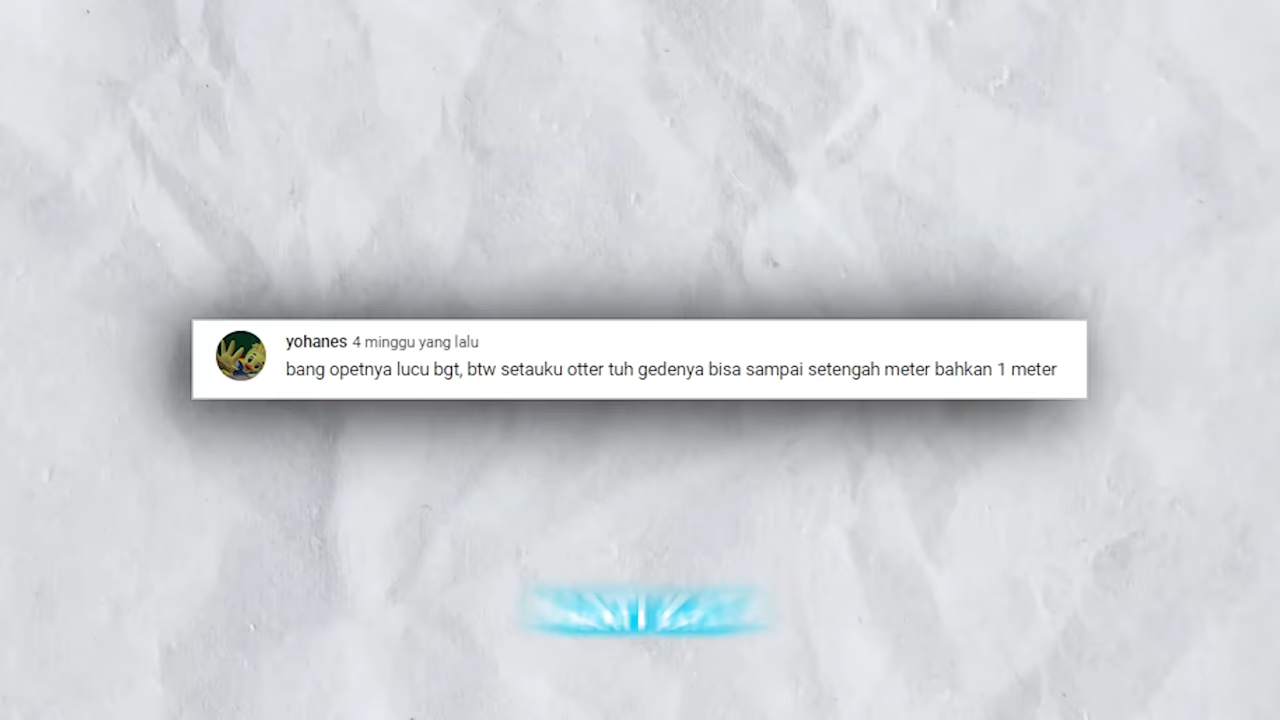 yohanes 4 minggu yang lalu
bang opetnya lucu bgt, btw setauku otter tuh gedenya bisa sampai setengah meter bahkan 1 meter